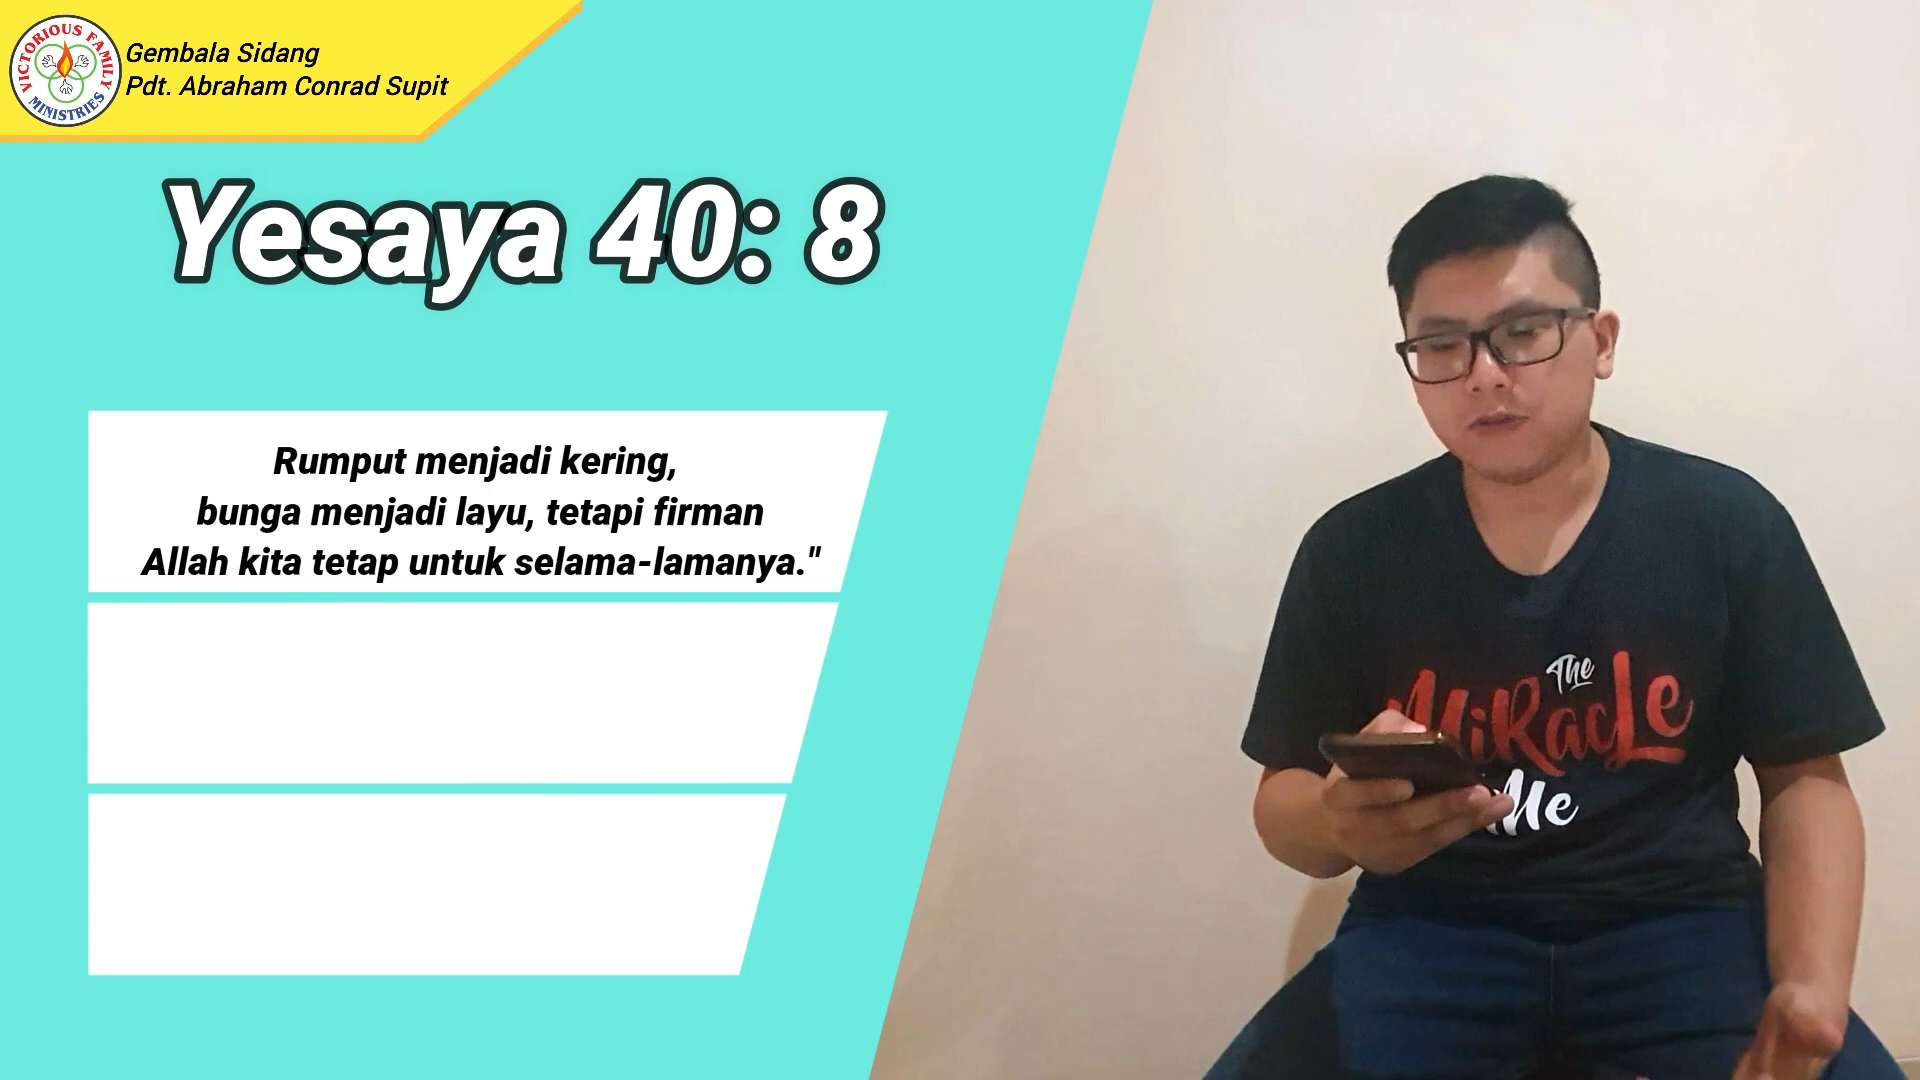 VICTORIOUS FAMILY
MINISTRIES
Gembala Sidang
Pdt. Abraham Conrad Supit
Yesaya 40: 8
Rumput menjadi kering,
bunga menjadi layu, tetapi firman
Allah kita tetap untuk selama-lamanya."
The
MiRacLe
Me